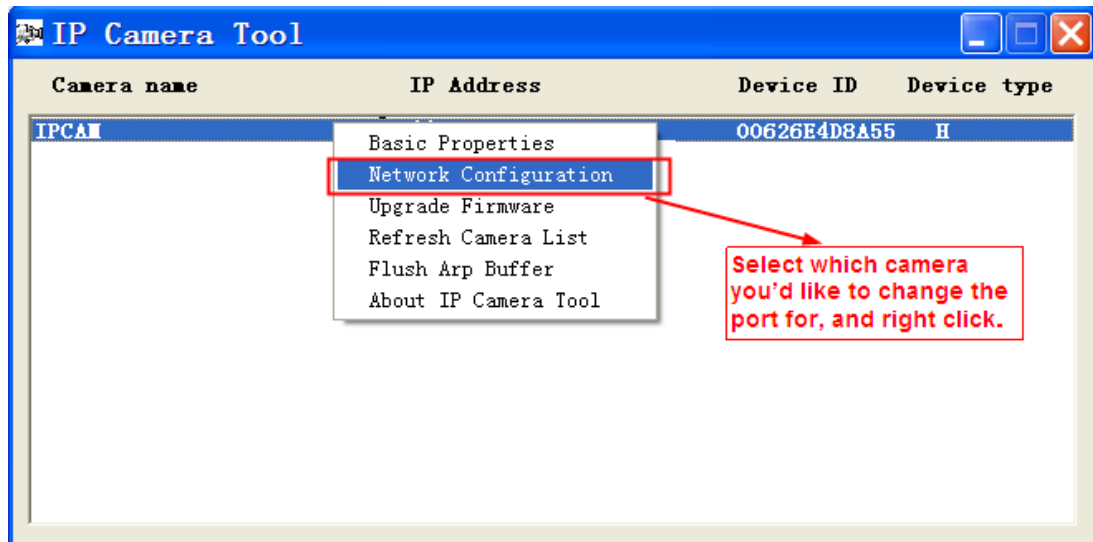 IP Camera Tool
Camera name IP Address Device ID Device type
IPCAM 00626E4D8A55 H
Basic Properties
Network Configuration
Upgrade Firmware
Refresh Camera List
Flush Arp Buffer
About IP Camera Tool
Select which camera
you'd like to change the
port for, and right click.